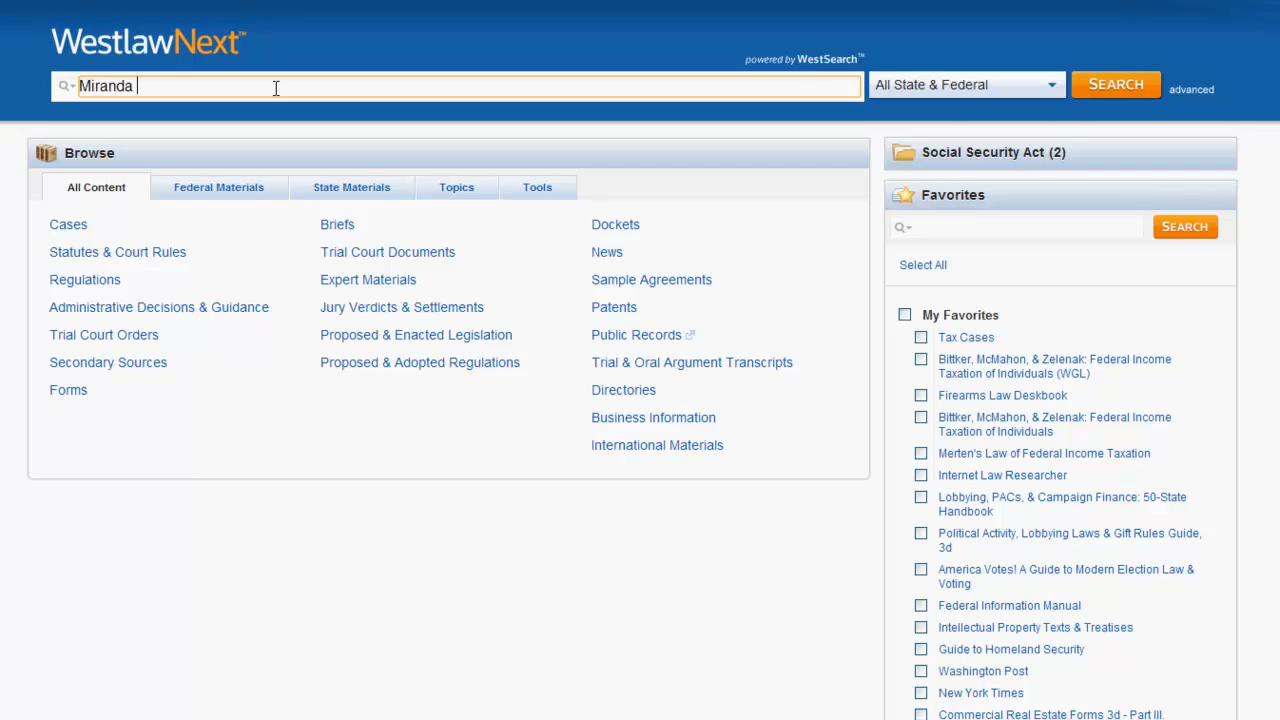 WestlawNext™
powered by WestSearch™
Miranda
All State & Federal
SEARCH
advanced
Browse
All Content
Federal Materials
State Materials
Topics
Tools
Cases
Statutes & Court Rules
Regulations
Administrative Decisions & Guidance
Trial Court Orders
Secondary Sources
Forms
Briefs
Trial Court Documents
Expert Materials
Jury Verdicts & Settlements
Proposed & Enacted Legislation
Proposed & Adopted Regulations
Dockets
News
Sample Agreements
Patents
Public Records
Trial & Oral Argument Transcripts
Directories
Business Information
International Materials
Social Security Act (2)
Favorites
SEARCH
Select All
My Favorites
Tax Cases
Bittker, McMahon, & Zelenak: Federal Income
Taxation of Individuals (WGL)
Firearms Law Deskbook
Bittker, McMahon, & Zelenak: Federal Income
Taxation of Individuals
Merten's Law of Federal Income Taxation
Internet Law Researcher
Lobbying, PACs, & Campaign Finance: 50-State
Handbook
Political Activity, Lobbying Laws & Gift Rules Guide,
3d
America Votes! A Guide to Modern Election Law &
Voting
Federal Information Manual
Intellectual Property Texts & Treatises
Guide to Homeland Security
Washington Post
New York Times
Commercial Real Estate Forms 3d - Part III.